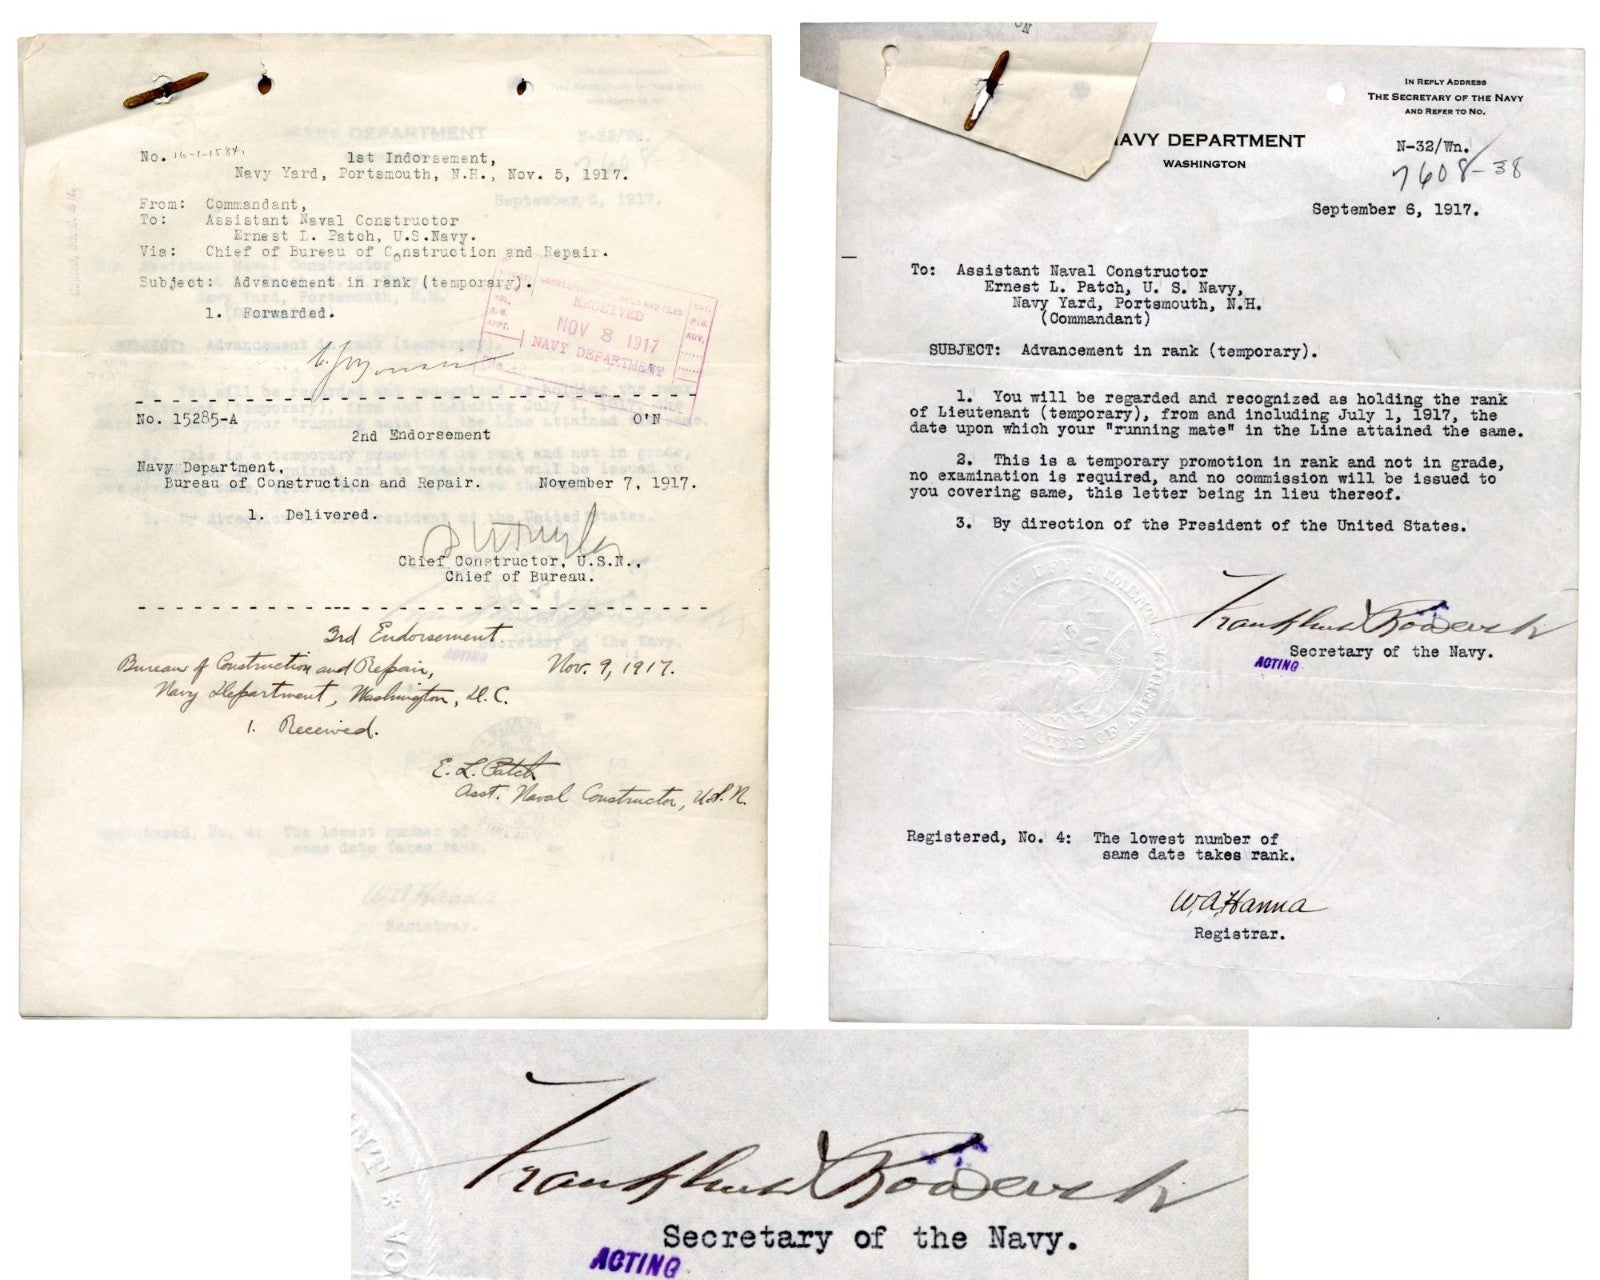 No. 16-1-1584.
1st Indorsement,
Navy Yard, Portsmouth, N.H., Nov. 5, 1917.
From: Commandant,
To: Assistant Naval Constructor
Ernest L. Patch, U.S.Navy.
Via: Chief of Bureau of Construction and Repair.
Subject: Advancement in rank (temporary).
1. Forwarded.
RECEIVED
NOV 8 1917
NAVY DEPARTMENT
No. 15285-A O'N
2nd Endorsement
Navy Department,
Bureau of Construction and Repair. November 7, 1917.
1. Delivered.
Chief Constructor, U.S.N.,
Chief of Bureau.
3rd Endorsement.
Bureau of Construction and Repair, Nov. 9, 1917.
Navy Department, Washington, D.C.
1. Received.
E. L. Patch
Asst. Naval Constructor, U.S.N.
IN REPLY ADDRESS
THE SECRETARY OF THE NAVY
AND REFER TO NO.
NAVY DEPARTMENT
WASHINGTON
N-32/Wn.
7608-38
September 6, 1917.
To: Assistant Naval Constructor
Ernest L. Patch, U. S. Navy,
Navy Yard, Portsmouth, N.H.
(Commandant)
SUBJECT: Advancement in rank (temporary).
1. You will be regarded and recognized as holding the rank
of Lieutenant (temporary), from and including July 1, 1917, the
date upon which your "running mate" in the Line attained the same.
2. This is a temporary promotion in rank and not in grade,
no examination is required, and no commission will be issued to
you covering same, this letter being in lieu thereof.
3. By direction of the President of the United States.
Franklin D Roosevelt
Secretary of the Navy.
ACTING
Registered, No. 4: The lowest number of
same date takes rank.
W.A.Hanna
Registrar.
Franklin D Roosevelt
Secretary of the Navy.
ACTING